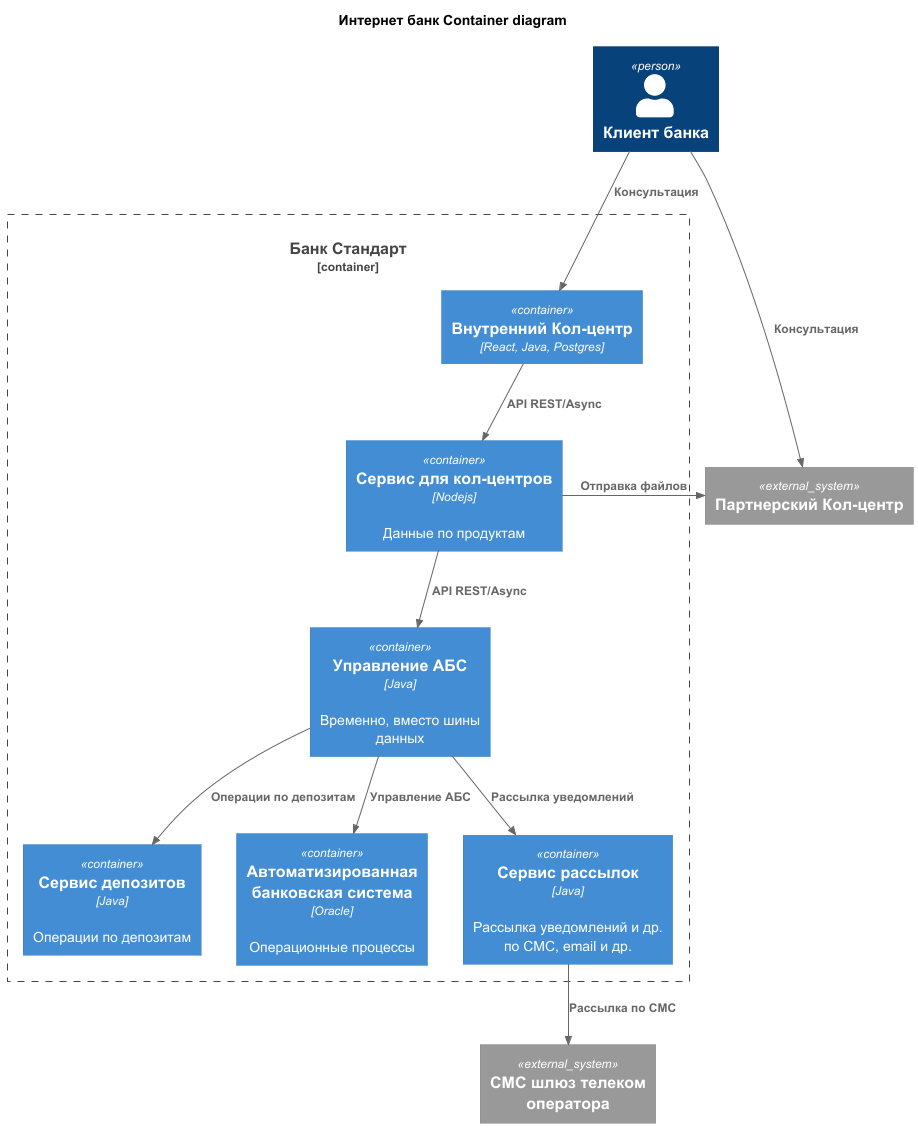 Интернет банк Container diagram
«person»
Клиент банка
Консультация
Банк Стандарт
[container]
«container»
Внутренний Кол-центр
[React, Java, Postgres]
Консультация
API REST/Async
«container»
Сервис для кол-центров
[Nodejs]
Данные по продуктам
Отправка файлов
«external_system»
Партнерский Кол-центр
API REST/Async
«container»
Управление АБС
[Java]
Временно, вместо шины
данных
Операции по депозитам
Управление АБС
Рассылка уведомлений
«container»
Сервис депозитов
[Java]
Операции по депозитам
«container»
Автоматизированная
банковская система
[Oracle]
Операционные процессы
«container»
Сервис рассылок
[Java]
Рассылка уведомлений и др.
по СМС, email и др.
Рассылка по СМС
«external_system»
СМС шлюз телеком
оператора